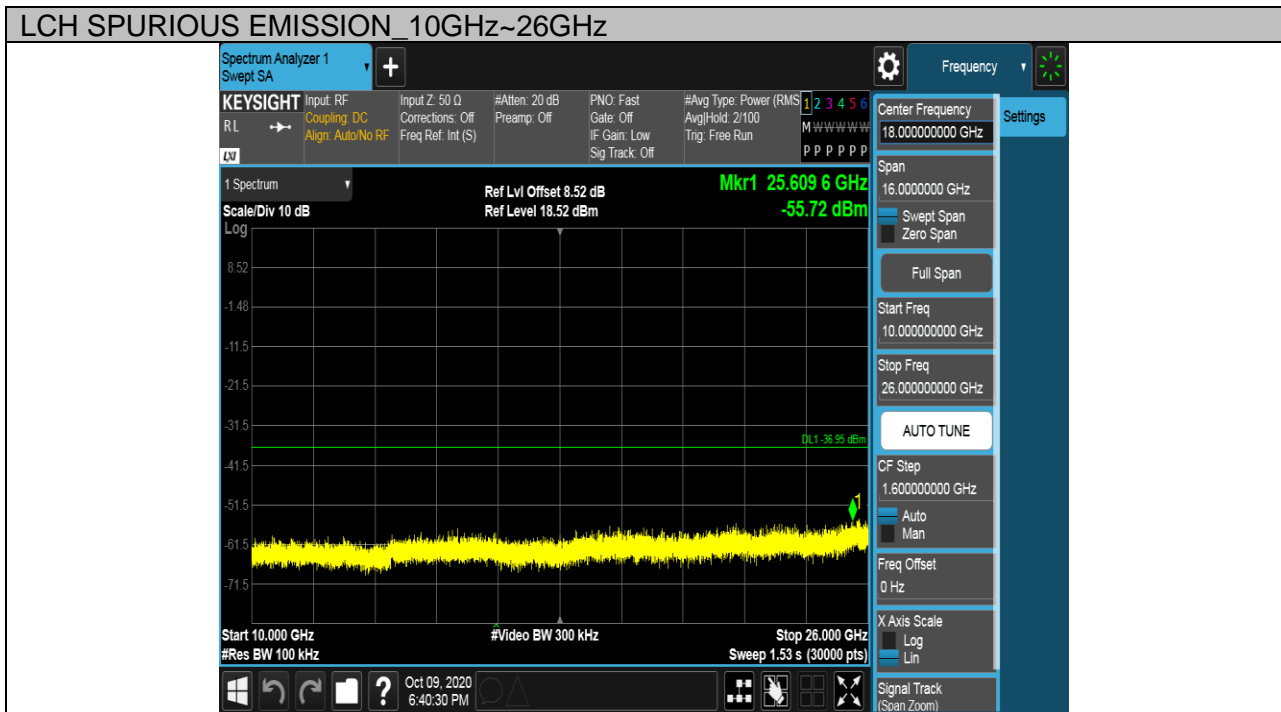 LCH SPURIOUS EMISSION_10GHz~26GHz
Spectrum Analyzer 1
Swept SA
Frequency
KEYSIGHT
RL
LXI
Input: RF
Coupling: DC
Align: Auto/No RF
Input Z: 50 Ω
Corrections: Off
Freq Ref: Int (S)
#Atten: 20 dB
Preamp: Off
PNO: Fast
Gate: Off
IF Gain: Low
Sig Track: Off
#Avg Type: Power (RMS
Avg|Hold: 2/100
Trig: Free Run
1 2 3 4 5 6
M W W W W W
P P P P P P
1 Spectrum
Scale/Div 10 dB
Log
Ref Lvl Offset 8.52 dB
Ref Level 18.52 dBm
Mkr1 25.609 6 GHz
-55.72 dBm
8.52
-1.48
-11.5
-21.5
-31.5
DL1 -36.95 dBm
-41.5
-51.5
1
-61.5
-71.5
Start 10.000 GHz
#Res BW 100 kHz
#Video BW 300 kHz
Stop 26.000 GHz
Sweep 1.53 s (30000 pts)
?
Oct 09, 2020
6:40:30 PM
Center Frequency
18.000000000 GHz
Settings
Span
16.0000000 GHz
Swept Span
Zero Span
Full Span
Start Freq
10.000000000 GHz
Stop Freq
26.000000000 GHz
AUTO TUNE
CF Step
1.600000000 GHz
Auto
Man
Freq Offset
0 Hz
X Axis Scale
Log
Lin
Signal Track
(Span Zoom)